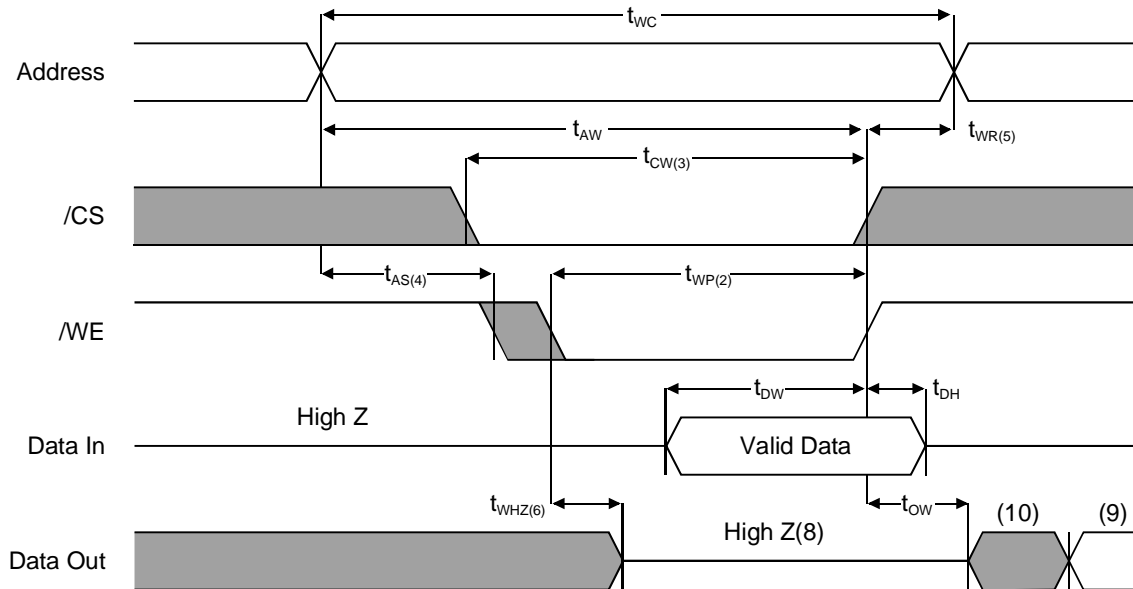 tWC
Address
tAW
tWR(5)
tCW(3)
/CS
tAS(4)
tWP(2)
/WE
tDW
tDH
High Z
Data In
Valid Data
tWHZ(6)
tOW
(10)
(9)
High Z(8)
Data Out